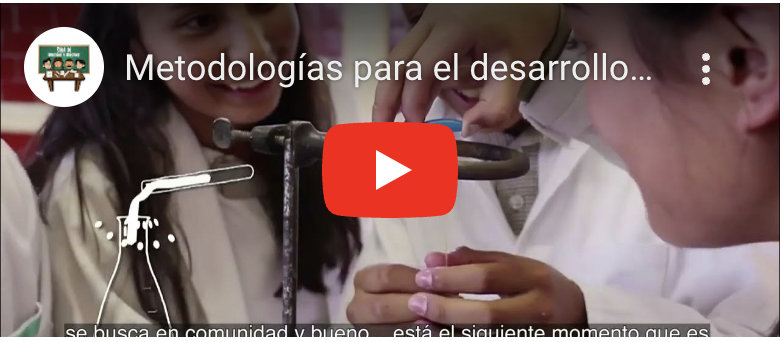 Metodologías para el desarrollo...
se busca en comunidad y bueno... está el siguiente momento que es